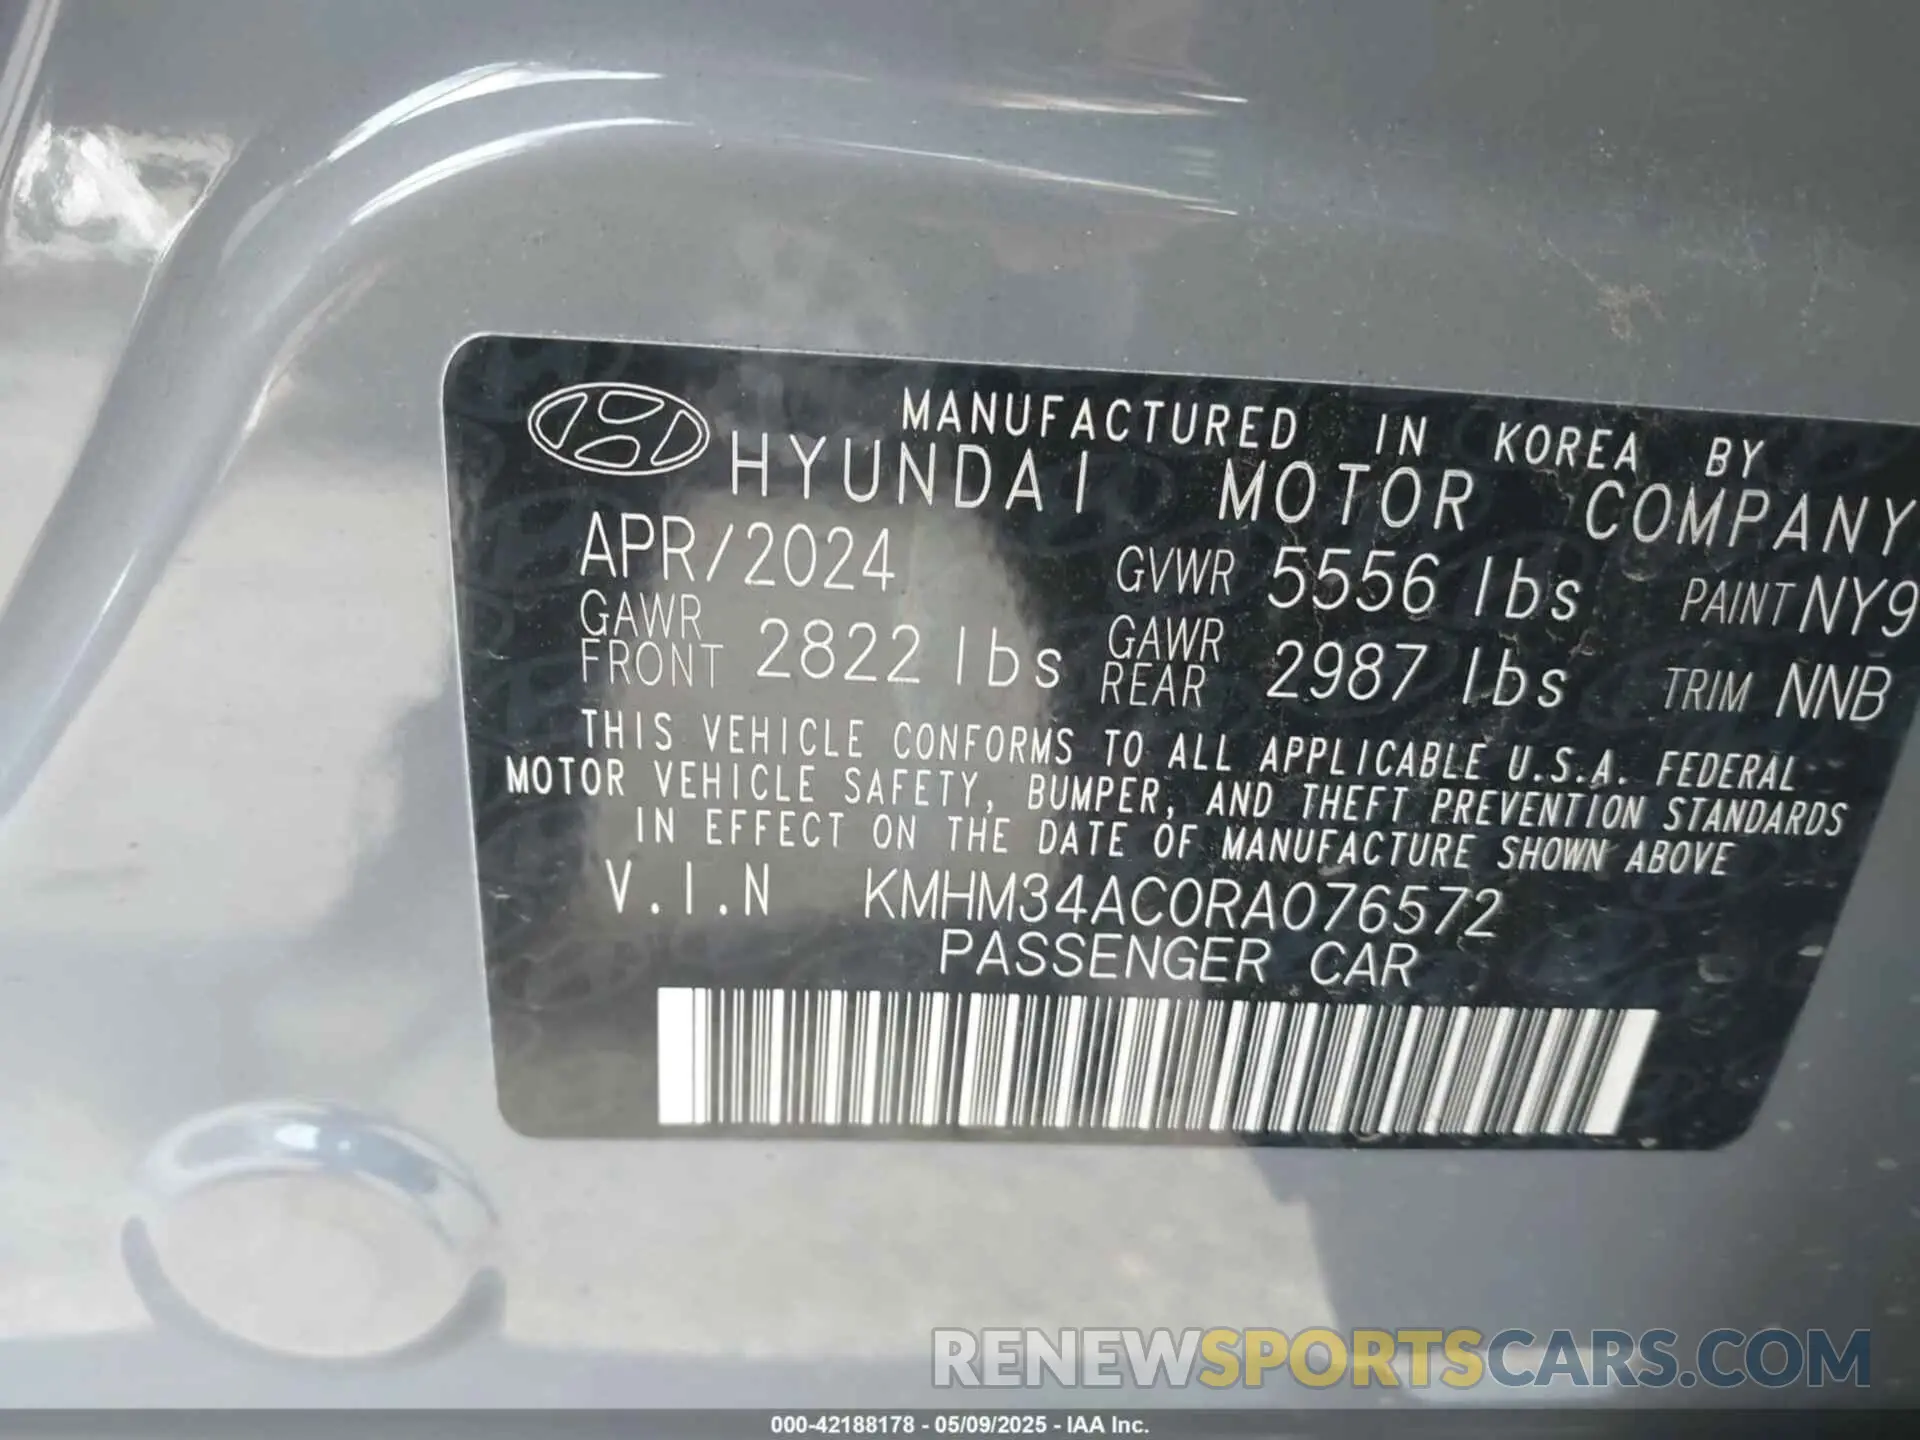 MANUFACTURED IN KOREA BY
HYUNDAI MOTOR COMPANY
APR/2024 GVWR 5556 lbs PAINT NY9
GAWR FRONT 2822 lbs GAWR REAR 2987 lbs TRIM NNB
THIS VEHICLE CONFORMS TO ALL APPLICABLE U.S.A. FEDERAL
MOTOR VEHICLE SAFETY, BUMPER, AND THEFT PREVENTION STANDARDS
IN EFFECT ON THE DATE OF MANUFACTURE SHOWN ABOVE
V.I.N KMHM34AC0RA076572
PASSENGER CAR
RENEWSPORTSCARS.COM
000-42188178 - 05/09/2025 - IAA Inc.